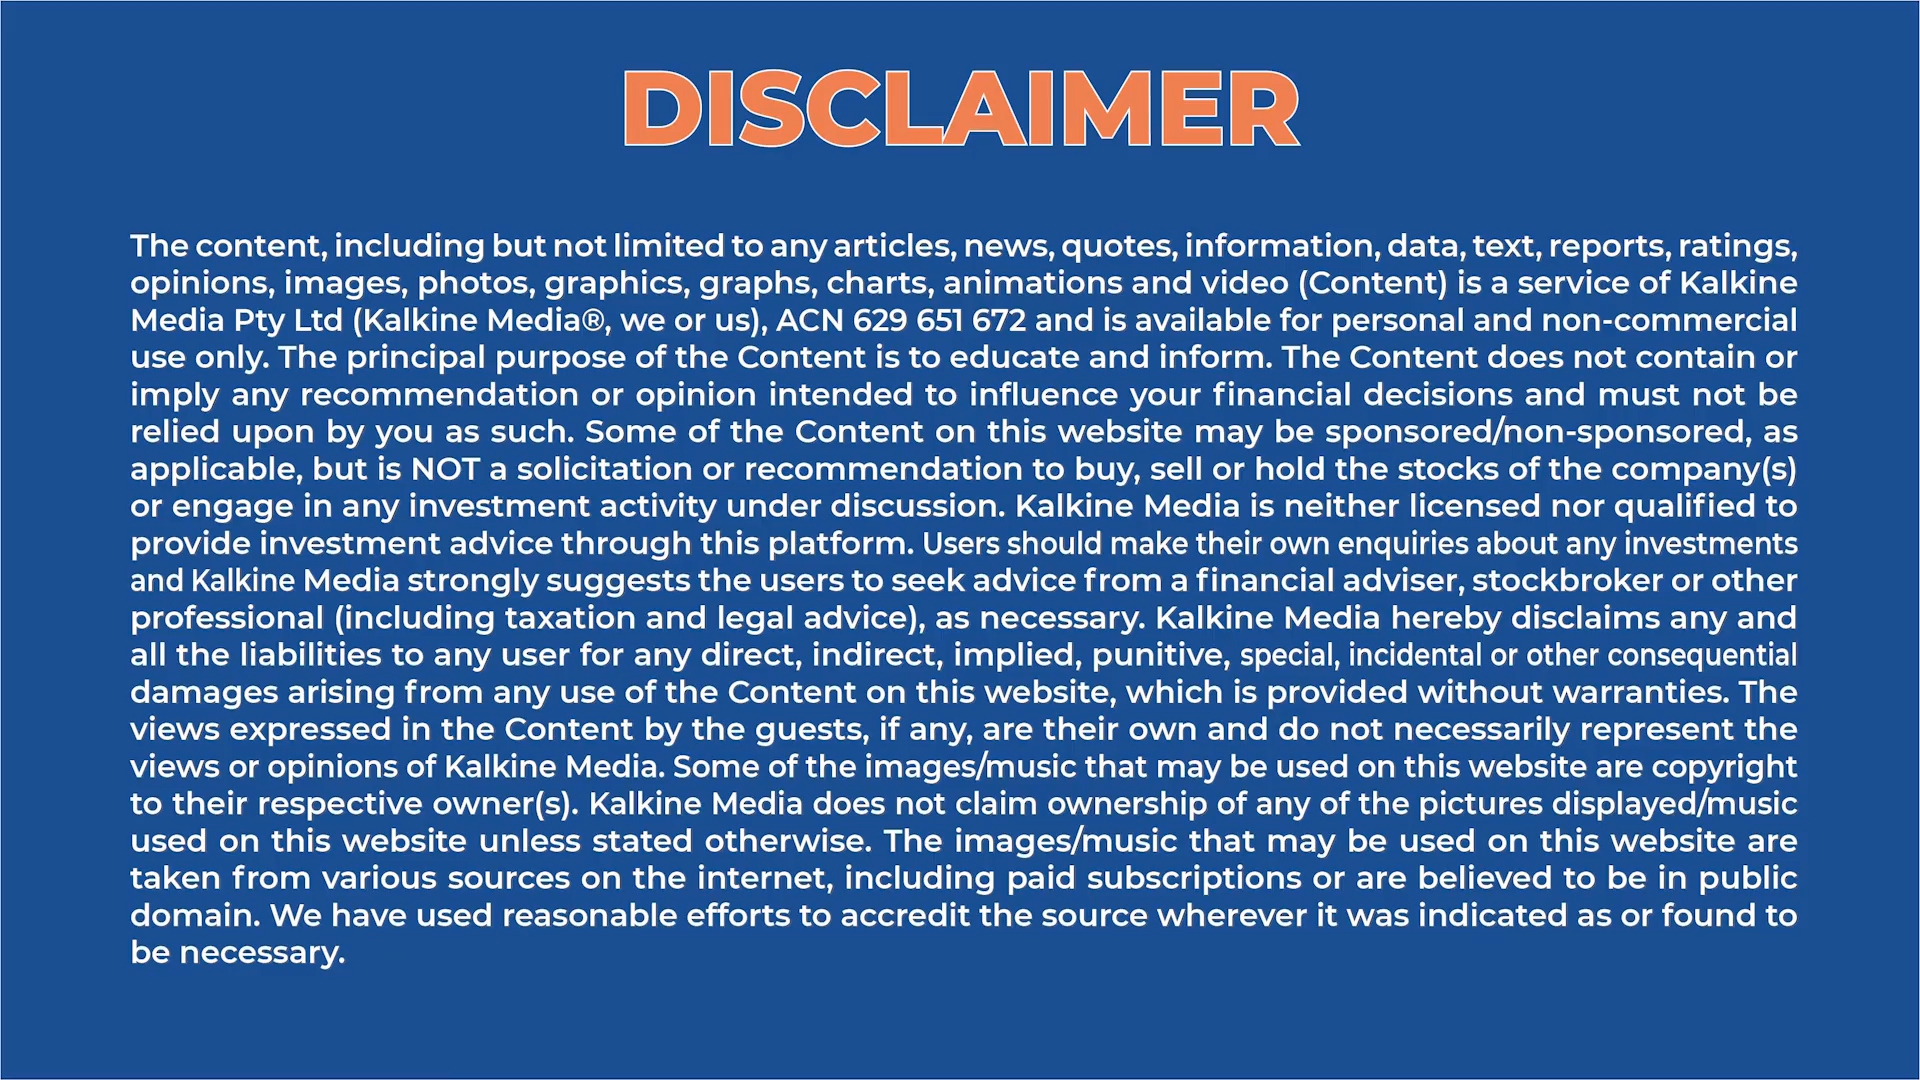 DISCLAIMER
The content, including but not limited to any articles, news, quotes, information, data, text, reports, ratings,
opinions, images, photos, graphics, graphs, charts, animations and video (Content) is a service of Kalkine
Media Pty Ltd (Kalkine Media®, we or us), ACN 629 651 672 and is available for personal and non-commercial
use only. The principal purpose of the Content is to educate and inform. The Content does not contain or
imply any recommendation or opinion intended to influence your financial decisions and must not be
relied upon by you as such. Some of the Content on this website may be sponsored/non-sponsored, as
applicable, but is NOT a solicitation or recommendation to buy, sell or hold the stocks of the company(s)
or engage in any investment activity under discussion. Kalkine Media is neither licensed nor qualified to
provide investment advice through this platform. Users should make their own enquiries about any investments
and Kalkine Media strongly suggests the users to seek advice from a financial adviser, stockbroker or other
professional (including taxation and legal advice), as necessary. Kalkine Media hereby disclaims any and
all the liabilities to any user for any direct, indirect, implied, punitive, special, incidental or other consequential
damages arising from any use of the Content on this website, which is provided without warranties. The
views expressed in the Content by the guests, if any, are their own and do not necessarily represent the
views or opinions of Kalkine Media. Some of the images/music that may be used on this website are copyright
to their respective owner(s). Kalkine Media does not claim ownership of any of the pictures displayed/music
used on this website unless stated otherwise. The images/music that may be used on this website are
taken from various sources on the internet, including paid subscriptions or are believed to be in public
domain. We have used reasonable efforts to accredit the source wherever it was indicated as or found to
be necessary.